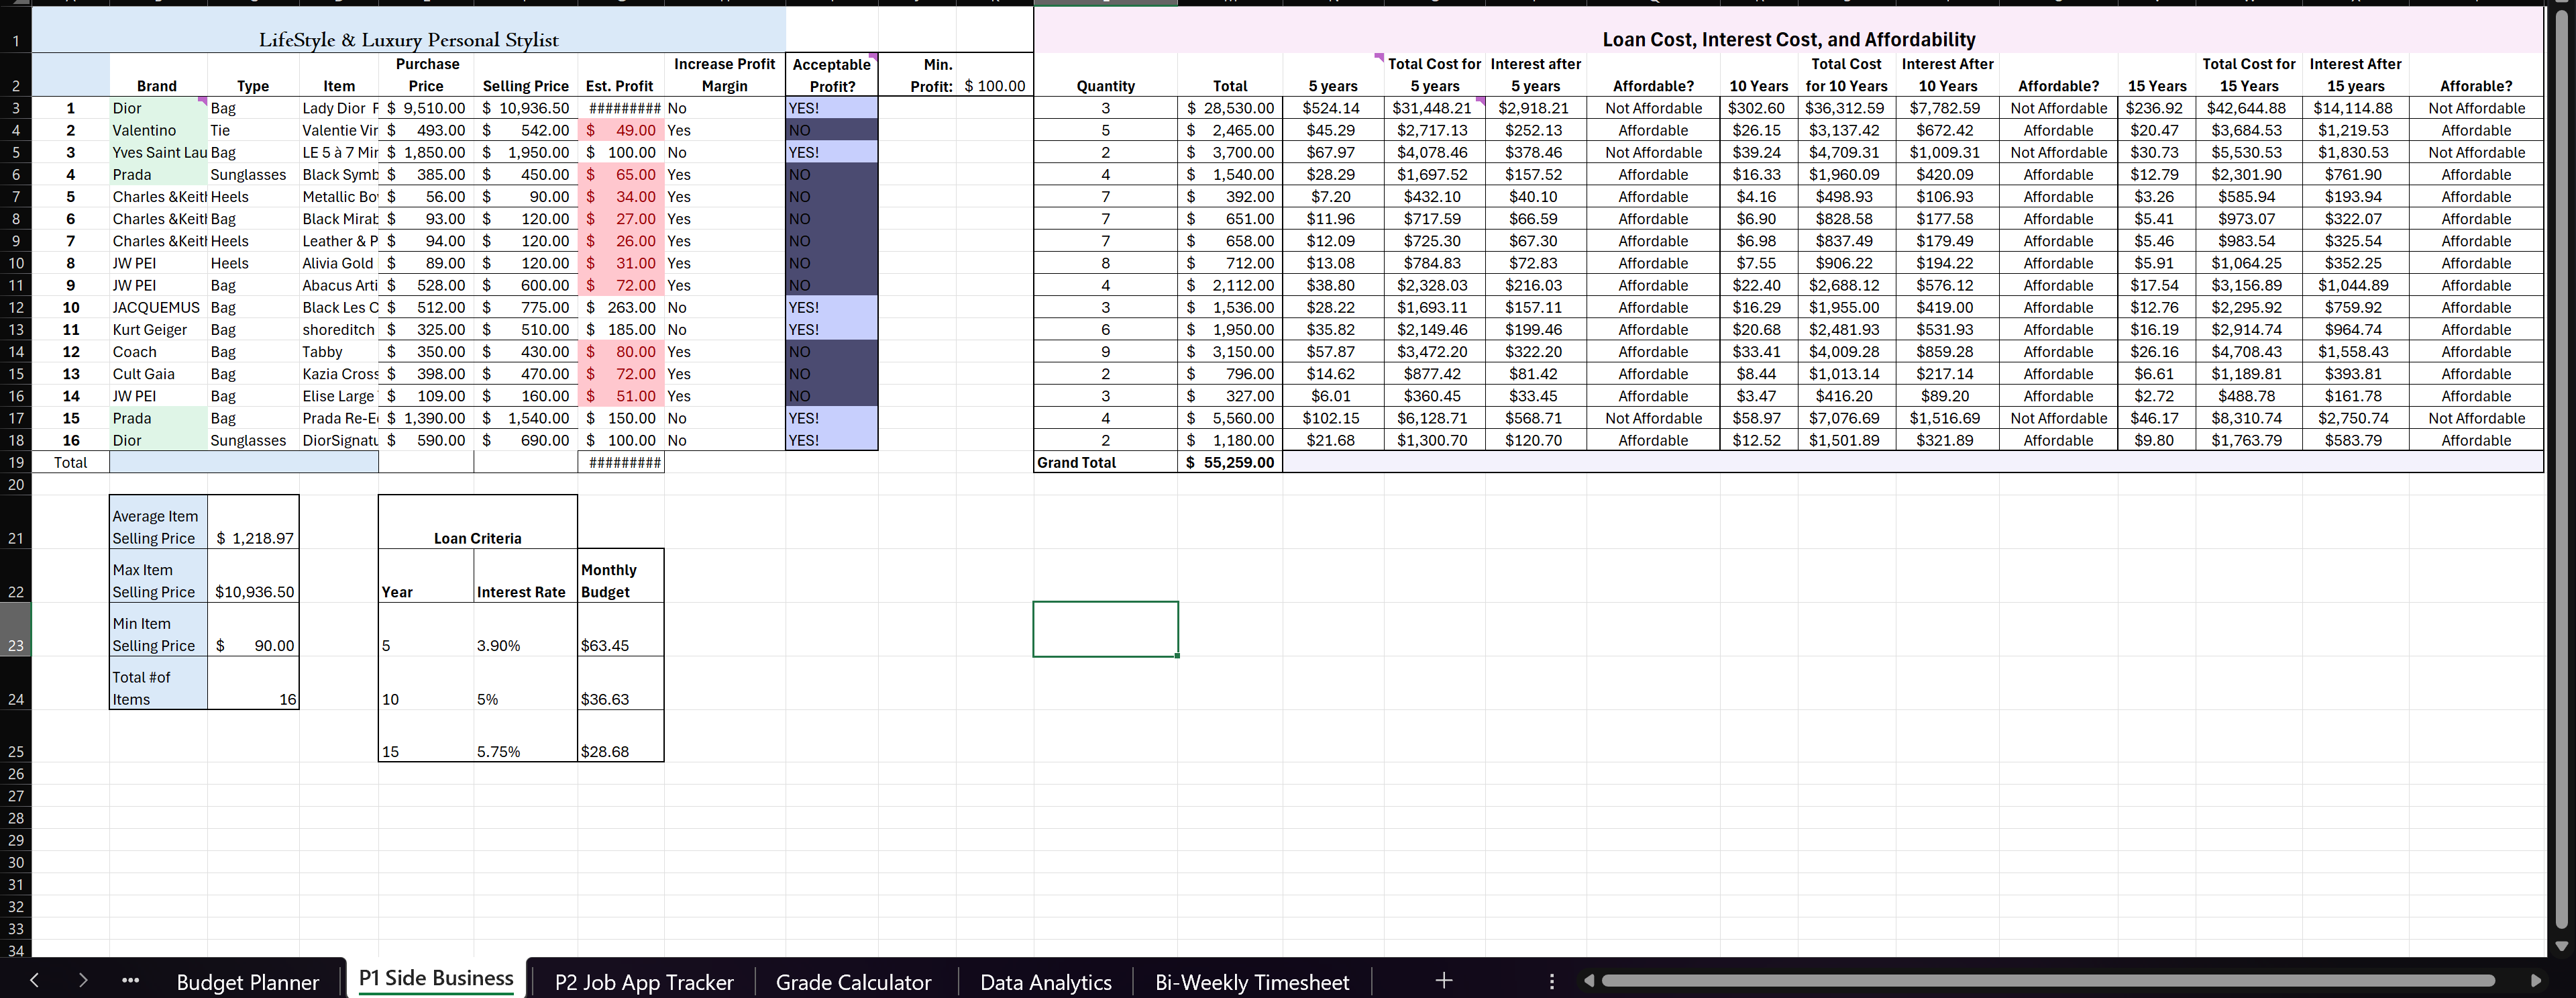 LifeStyle & Luxury Personal Stylist Loan Cost, Interest Cost, and Affordability
Brand Type Item Purchase Price Selling Price Est. Profit Increase Profit Margin Acceptable Profit? Min. Profit: $ 100.00 Quantity Total 5 years Total Cost for 5 years Interest after 5 years Affordable? 10 Years Total Cost for 10 Years Interest After 10 Years Affordable? 15 Years Total Cost for 15 Years Interest After 15 years Afforable?
3 1 Dior Bag Lady Dior $ 9,510.00 $ 10,936.50 ######### No YES! 3 $ 28,530.00 $524.14 $31,448.21 $2,918.21 Not Affordable $302.60 $36,312.59 $7,782.59 Not Affordable $236.92 $42,644.88 $14,114.88 Not Affordable
4 2 Valentino Tie Valentie Vir $ 493.00 $ 542.00 $ 49.00 Yes NO 5 $ 2,465.00 $45.29 $2,717.13 $252.13 Affordable $26.15 $3,137.42 $672.42 Affordable $20.47 $3,684.53 $1,219.53 Affordable
5 3 Yves Saint Lau Bag LE 5 à 7 Mir $ 1,850.00 $ 1,950.00 $ 100.00 No YES! 2 $ 3,700.00 $67.97 $4,078.46 $378.46 Not Affordable $39.24 $4,709.31 $1,009.31 Not Affordable $30.73 $5,530.53 $1,830.53 Not Affordable
6 4 Prada Sunglasses Black Symb $ 385.00 $ 450.00 $ 65.00 Yes NO 4 $ 1,540.00 $28.29 $1,697.52 $157.52 Affordable $16.33 $1,960.09 $420.09 Affordable $12.79 $2,301.90 $761.90 Affordable
7 5 Charles &Keith Heels Metallic Bo $ 56.00 $ 90.00 $ 34.00 Yes NO 7 $ 392.00 $7.20 $432.10 $40.10 Affordable $4.16 $498.93 $106.93 Affordable $3.26 $585.94 $193.94 Affordable
8 6 Charles &Keith Bag Black Mirab $ 93.00 $ 120.00 $ 27.00 Yes NO 7 $ 651.00 $11.96 $717.59 $66.59 Affordable $6.90 $828.58 $177.58 Affordable $5.41 $973.07 $322.07 Affordable
9 7 Charles &Keith Heels Leather & P $ 94.00 $ 120.00 $ 26.00 Yes NO 7 $ 658.00 $12.09 $725.30 $67.30 Affordable $6.98 $837.49 $179.49 Affordable $5.46 $983.54 $325.54 Affordable
10 8 JW PEI Heels Alivia Gold $ 89.00 $ 120.00 $ 31.00 Yes NO 8 $ 712.00 $13.08 $784.83 $72.83 Affordable $7.55 $906.22 $194.22 Affordable $5.91 $1,064.25 $352.25 Affordable
11 9 JW PEI Bag Abacus Arti $ 528.00 $ 600.00 $ 72.00 Yes NO 4 $ 2,112.00 $38.80 $2,328.03 $216.03 Affordable $22.40 $2,688.12 $576.12 Affordable $17.54 $3,156.89 $1,044.89 Affordable
12 10 JACQUEMUS Bag Black Les C $ 512.00 $ 775.00 $ 263.00 No YES! 3 $ 1,536.00 $28.22 $1,693.11 $157.11 Affordable $16.29 $1,955.00 $419.00 Affordable $12.76 $2,295.92 $759.92 Affordable
13 11 Kurt Geiger Bag shoreditch $ 325.00 $ 510.00 $ 185.00 No YES! 6 $ 1,950.00 $35.82 $2,149.46 $199.46 Affordable $20.68 $2,481.93 $531.93 Affordable $16.19 $2,914.74 $964.74 Affordable
14 12 Coach Bag Tabby $ 350.00 $ 430.00 $ 80.00 Yes NO 9 $ 3,150.00 $57.87 $3,472.20 $322.20 Affordable $33.41 $4,009.28 $859.28 Affordable $26.16 $4,708.43 $1,558.43 Affordable
15 13 Cult Gaia Bag Kazia Cross $ 398.00 $ 470.00 $ 72.00 Yes NO 2 $ 796.00 $14.62 $877.42 $81.42 Affordable $8.44 $1,013.14 $217.14 Affordable $6.61 $1,189.81 $393.81 Affordable
16 14 JW PEI Bag Elise Large $ 109.00 $ 160.00 $ 51.00 Yes NO 3 $ 327.00 $6.01 $360.45 $33.45 Affordable $3.47 $416.20 $89.20 Affordable $2.72 $488.78 $161.78 Affordable
17 15 Prada Bag Prada Re-E $ 1,390.00 $ 1,540.00 $ 150.00 No YES! 4 $ 5,560.00 $102.15 $6,128.71 $568.71 Not Affordable $58.97 $7,076.69 $1,516.69 Not Affordable $46.17 $8,310.74 $2,750.74 Not Affordable
18 16 Dior Sunglasses DiorSignatu $ 590.00 $ 690.00 $ 100.00 No YES! 2 $ 1,180.00 $21.68 $1,300.70 $120.70 Affordable $12.52 $1,501.89 $321.89 Affordable $9.80 $1,763.79 $583.79 Affordable
19 Total ######### Grand Total $ 55,259.00
20
21 Average Item Selling Price $ 1,218.97 Loan Criteria
22 Max Item Selling Price $10,936.50 Year Interest Rate Monthly Budget
23 Min Item Selling Price $ 90.00 5 3.90% $63.45
24 Total #of Items 16 10 5% $36.63
25 15 5.75% $28.68
26
27
28
29
30
31
32
33
34
Budget Planner P1 Side Business P2 Job App Tracker Grade Calculator Data Analytics Bi-Weekly Timesheet